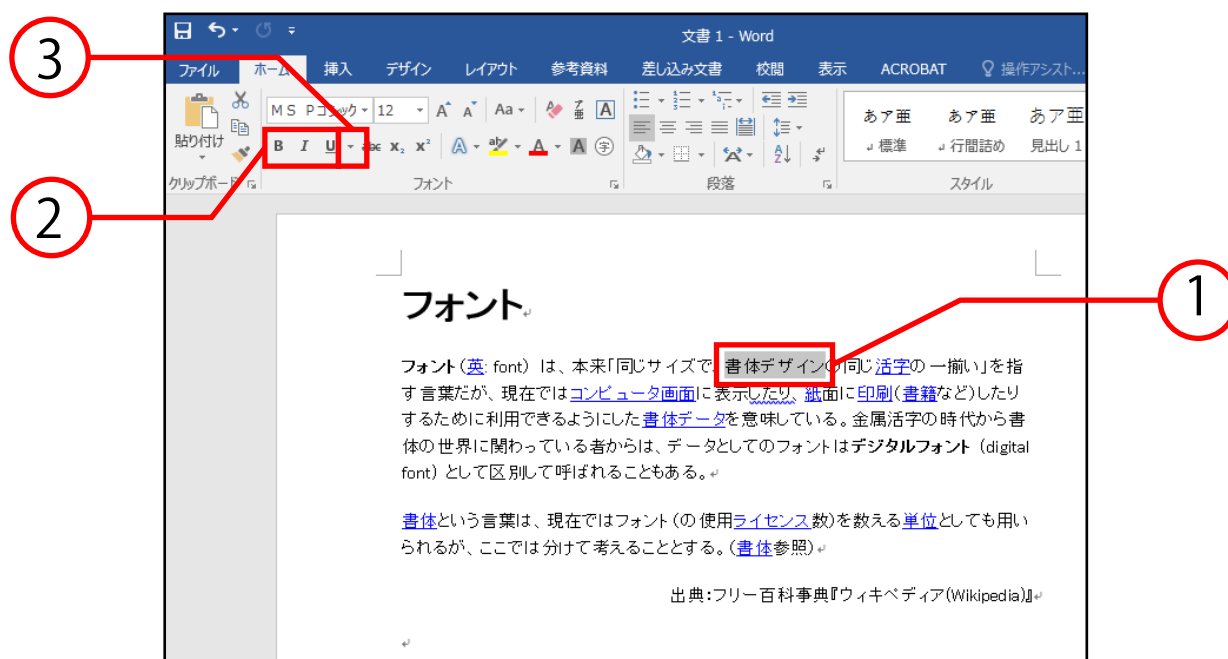 文書 1 - Word
ファイル ホーム 挿入 デザイン レイアウト 参考資料 差し込み文書 校閲 表示 ACROBAT 操作アシスト...
貼り付け
MS Pゴシック 12 A A Aa ア亜 A
B I U abc x₂ x² A aby A A 字
A Z
あア亜 あア亜 あア亜
標準 行間詰め 見出し 1
クリップボード フォント 段落 スタイル
3
2
1
フォント
フォント(英: font) は、本来「同じサイズで、書体デザインの同じ活字の一揃い」を指
す言葉だが、現在ではコンピュータ画面に表示したり、紙面に印刷(書籍など)したり
するために利用できるようにした書体データを意味している。金属活字の時代から書
体の世界に関わっている者からは、データとしてのフォントはデジタルフォント (digital
font) として区別して呼ばれることもある。
書体という言葉は、現在ではフォント(の使用ライセンス数)を数える単位としても用い
られるが、ここでは分けて考えることとする。(書体参照)
出典:フリー百科事典『ウィキペディア(Wikipedia)』